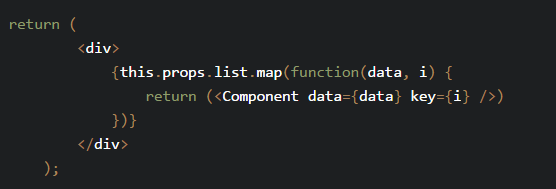 return (
        <div>
            {this.props.list.map(function(data, i) {
                return (<Component data={data} key={i} />)
            })}
        </div>
    );